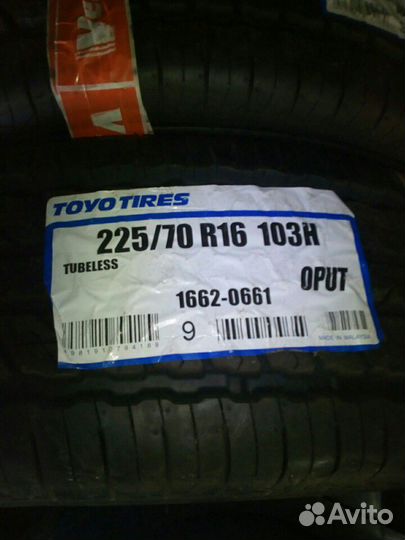 TOYO TIRES
225/70 R16 103H
TUBELESS
OPUT
1662-0661
9
MADE IN MALAYSIA
Avito